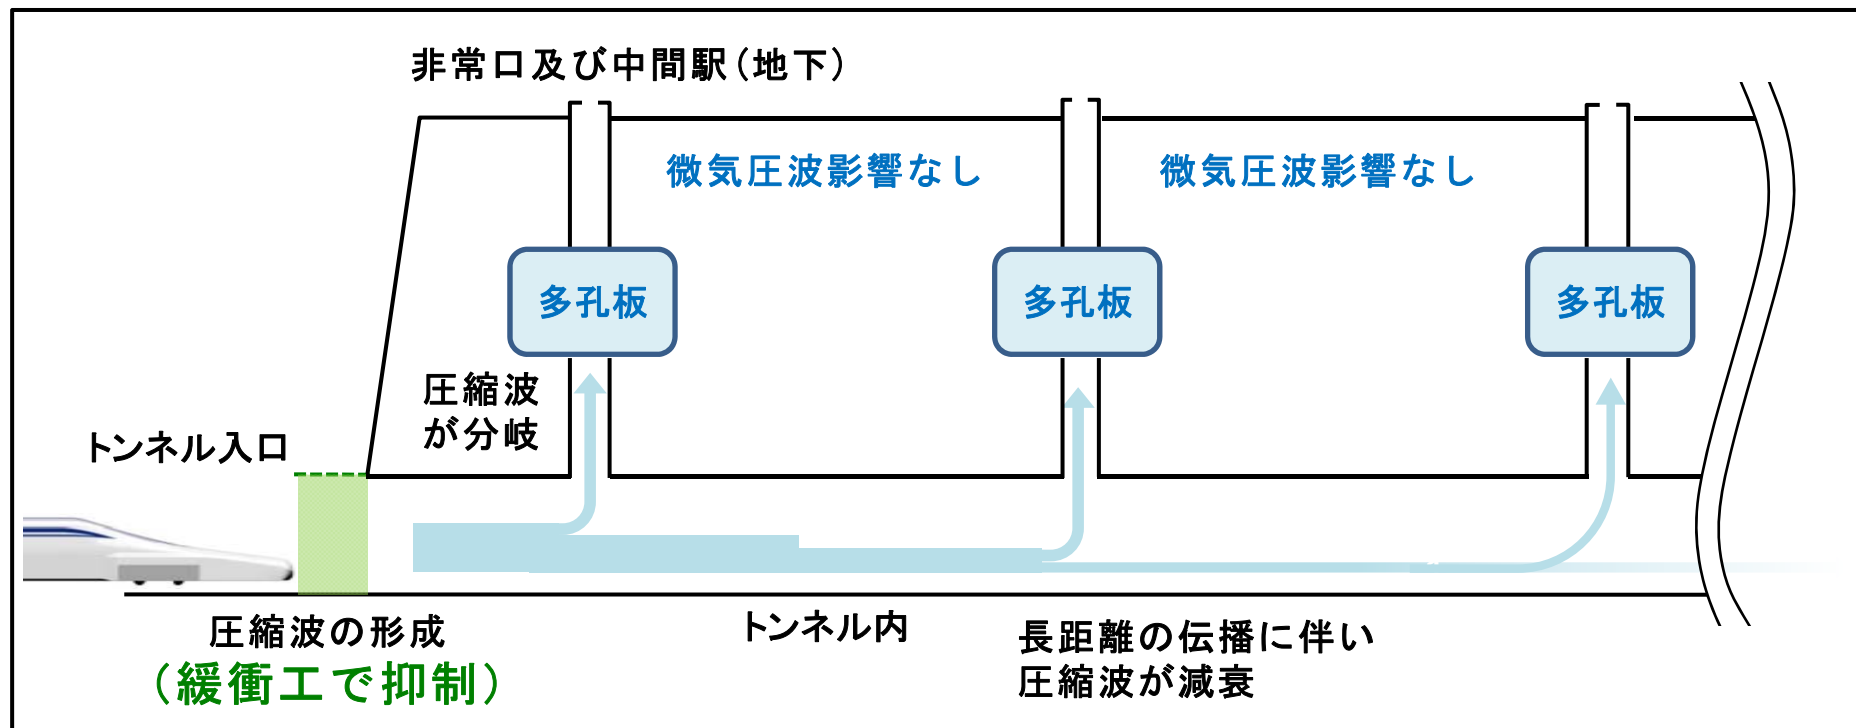 非常口及び中間駅（地下）
微気圧波影響なし
微気圧波影響なし
多孔板
多孔板
多孔板
圧縮波
が分岐
トンネル入口
圧縮波の形成
（緩衝工で抑制）
トンネル内
長距離の伝播に伴い
圧縮波が減衰